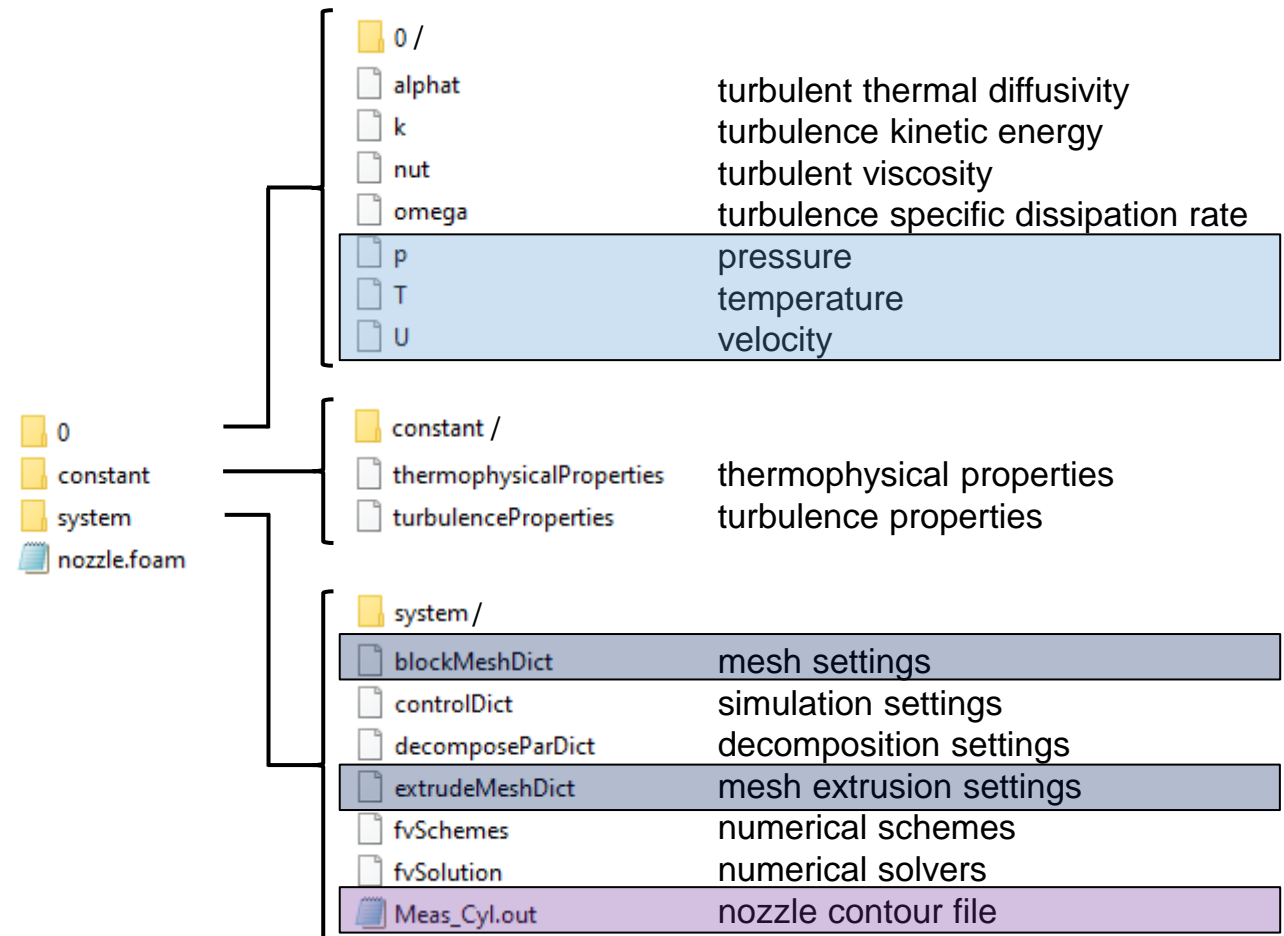 0 /
alphat turbulent thermal diffusivity
k turbulence kinetic energy
nut turbulent viscosity
omega turbulence specific dissipation rate
p pressure
T temperature
U velocity
0
constant
system
nozzle.foam
constant /
thermophysicalProperties thermophysical properties
turbulenceProperties turbulence properties
system /
blockMeshDict mesh settings
controlDict simulation settings
decomposeParDict decomposition settings
extrudeMeshDict mesh extrusion settings
fvSchemes numerical schemes
fvSolution numerical solvers
Meas_Cyl.out nozzle contour file